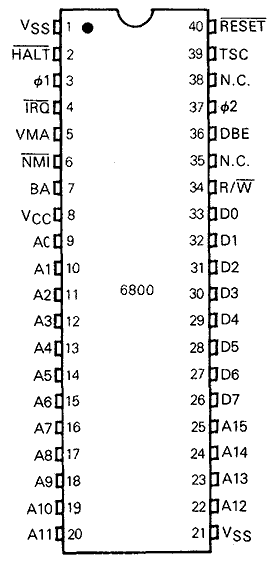 VSS 1 40 RESET
HALT 2 39 TSC
φ1 3 38 N.C.
IRQ 4 37 φ2
VMA 5 36 DBE
NMI 6 35 N.C.
BA 7 34 R/W
VCC 8 33 D0
A0 9 32 D1
A1 10 31 D2
A2 11 30 D3
6800
A3 12 29 D4
A4 13 28 D5
A5 14 27 D6
A6 15 26 D7
A7 16 25 A15
A8 17 24 A14
A9 18 23 A13
A10 19 22 A12
A11 20 21 VSS